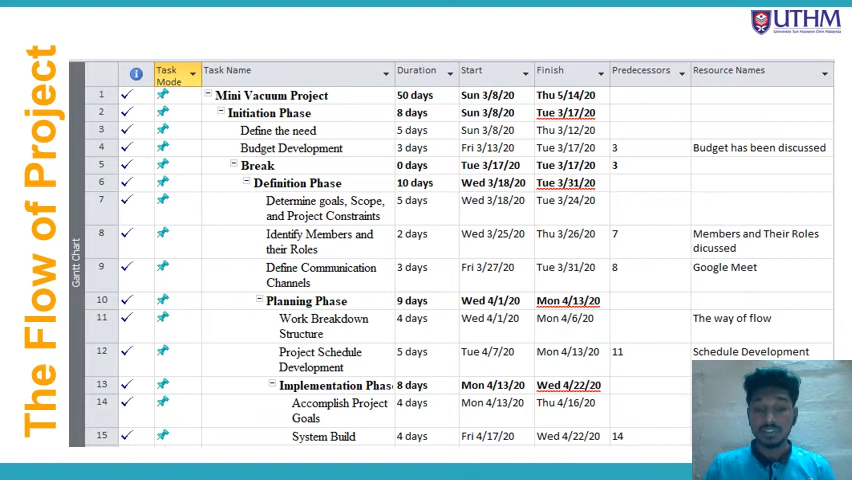 UTHM
Universiti Tun Hussein Onn Malaysia
The Flow of Project
Gantt Chart
Task Mode Task Name Duration Start Finish Predecessors Resource Names
1 Mini Vacuum Project 50 days Sun 3/8/20 Thu 5/14/20
2 Initiation Phase 8 days Sun 3/8/20 Tue 3/17/20
3 Define the need 5 days Sun 3/8/20 Thu 3/12/20
4 Budget Development 3 days Fri 3/13/20 Tue 3/17/20 3 Budget has been discussed
5 Break 0 days Tue 3/17/20 Tue 3/17/20 3
6 Definition Phase 10 days Wed 3/18/20 Tue 3/31/20
7 Determine goals, Scope, 5 days Wed 3/18/20 Tue 3/24/20
and Project Constraints
8 Identify Members and 2 days Wed 3/25/20 Thu 3/26/20 7 Members and Their Roles
their Roles dicussed
9 Define Communication 3 days Fri 3/27/20 Tue 3/31/20 8 Google Meet
Channels
10 Planning Phase 9 days Wed 4/1/20 Mon 4/13/20
11 Work Breakdown 4 days Wed 4/1/20 Mon 4/6/20 The way of flow
Structure
12 Project Schedule 5 days Tue 4/7/20 Mon 4/13/20 11 Schedule Development
Development
13 Implementation Phase 8 days Mon 4/13/20 Wed 4/22/20
14 Accomplish Project 4 days Mon 4/13/20 Thu 4/16/20
Goals
15 System Build 4 days Fri 4/17/20 Wed 4/22/20 14